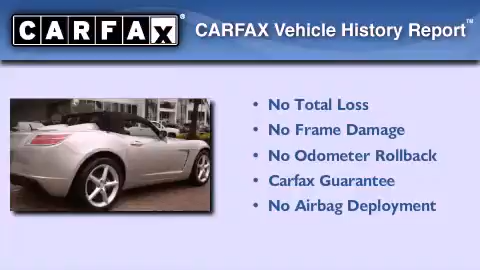 CARFAX® CARFAX Vehicle History Report™
• No Total Loss
• No Frame Damage
• No Odometer Rollback
• Carfax Guarantee
• No Airbag Deployment